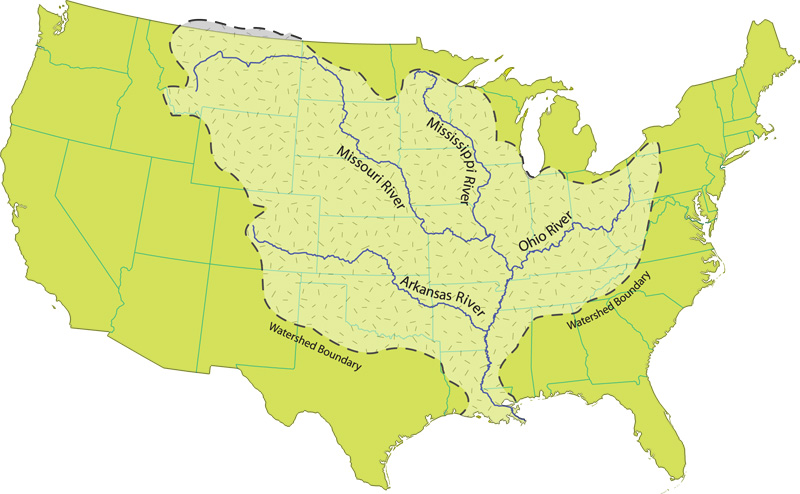 Mississippi River
Missouri River
Ohio River
Arkansas River
Watershed Boundary
Watershed Boundary